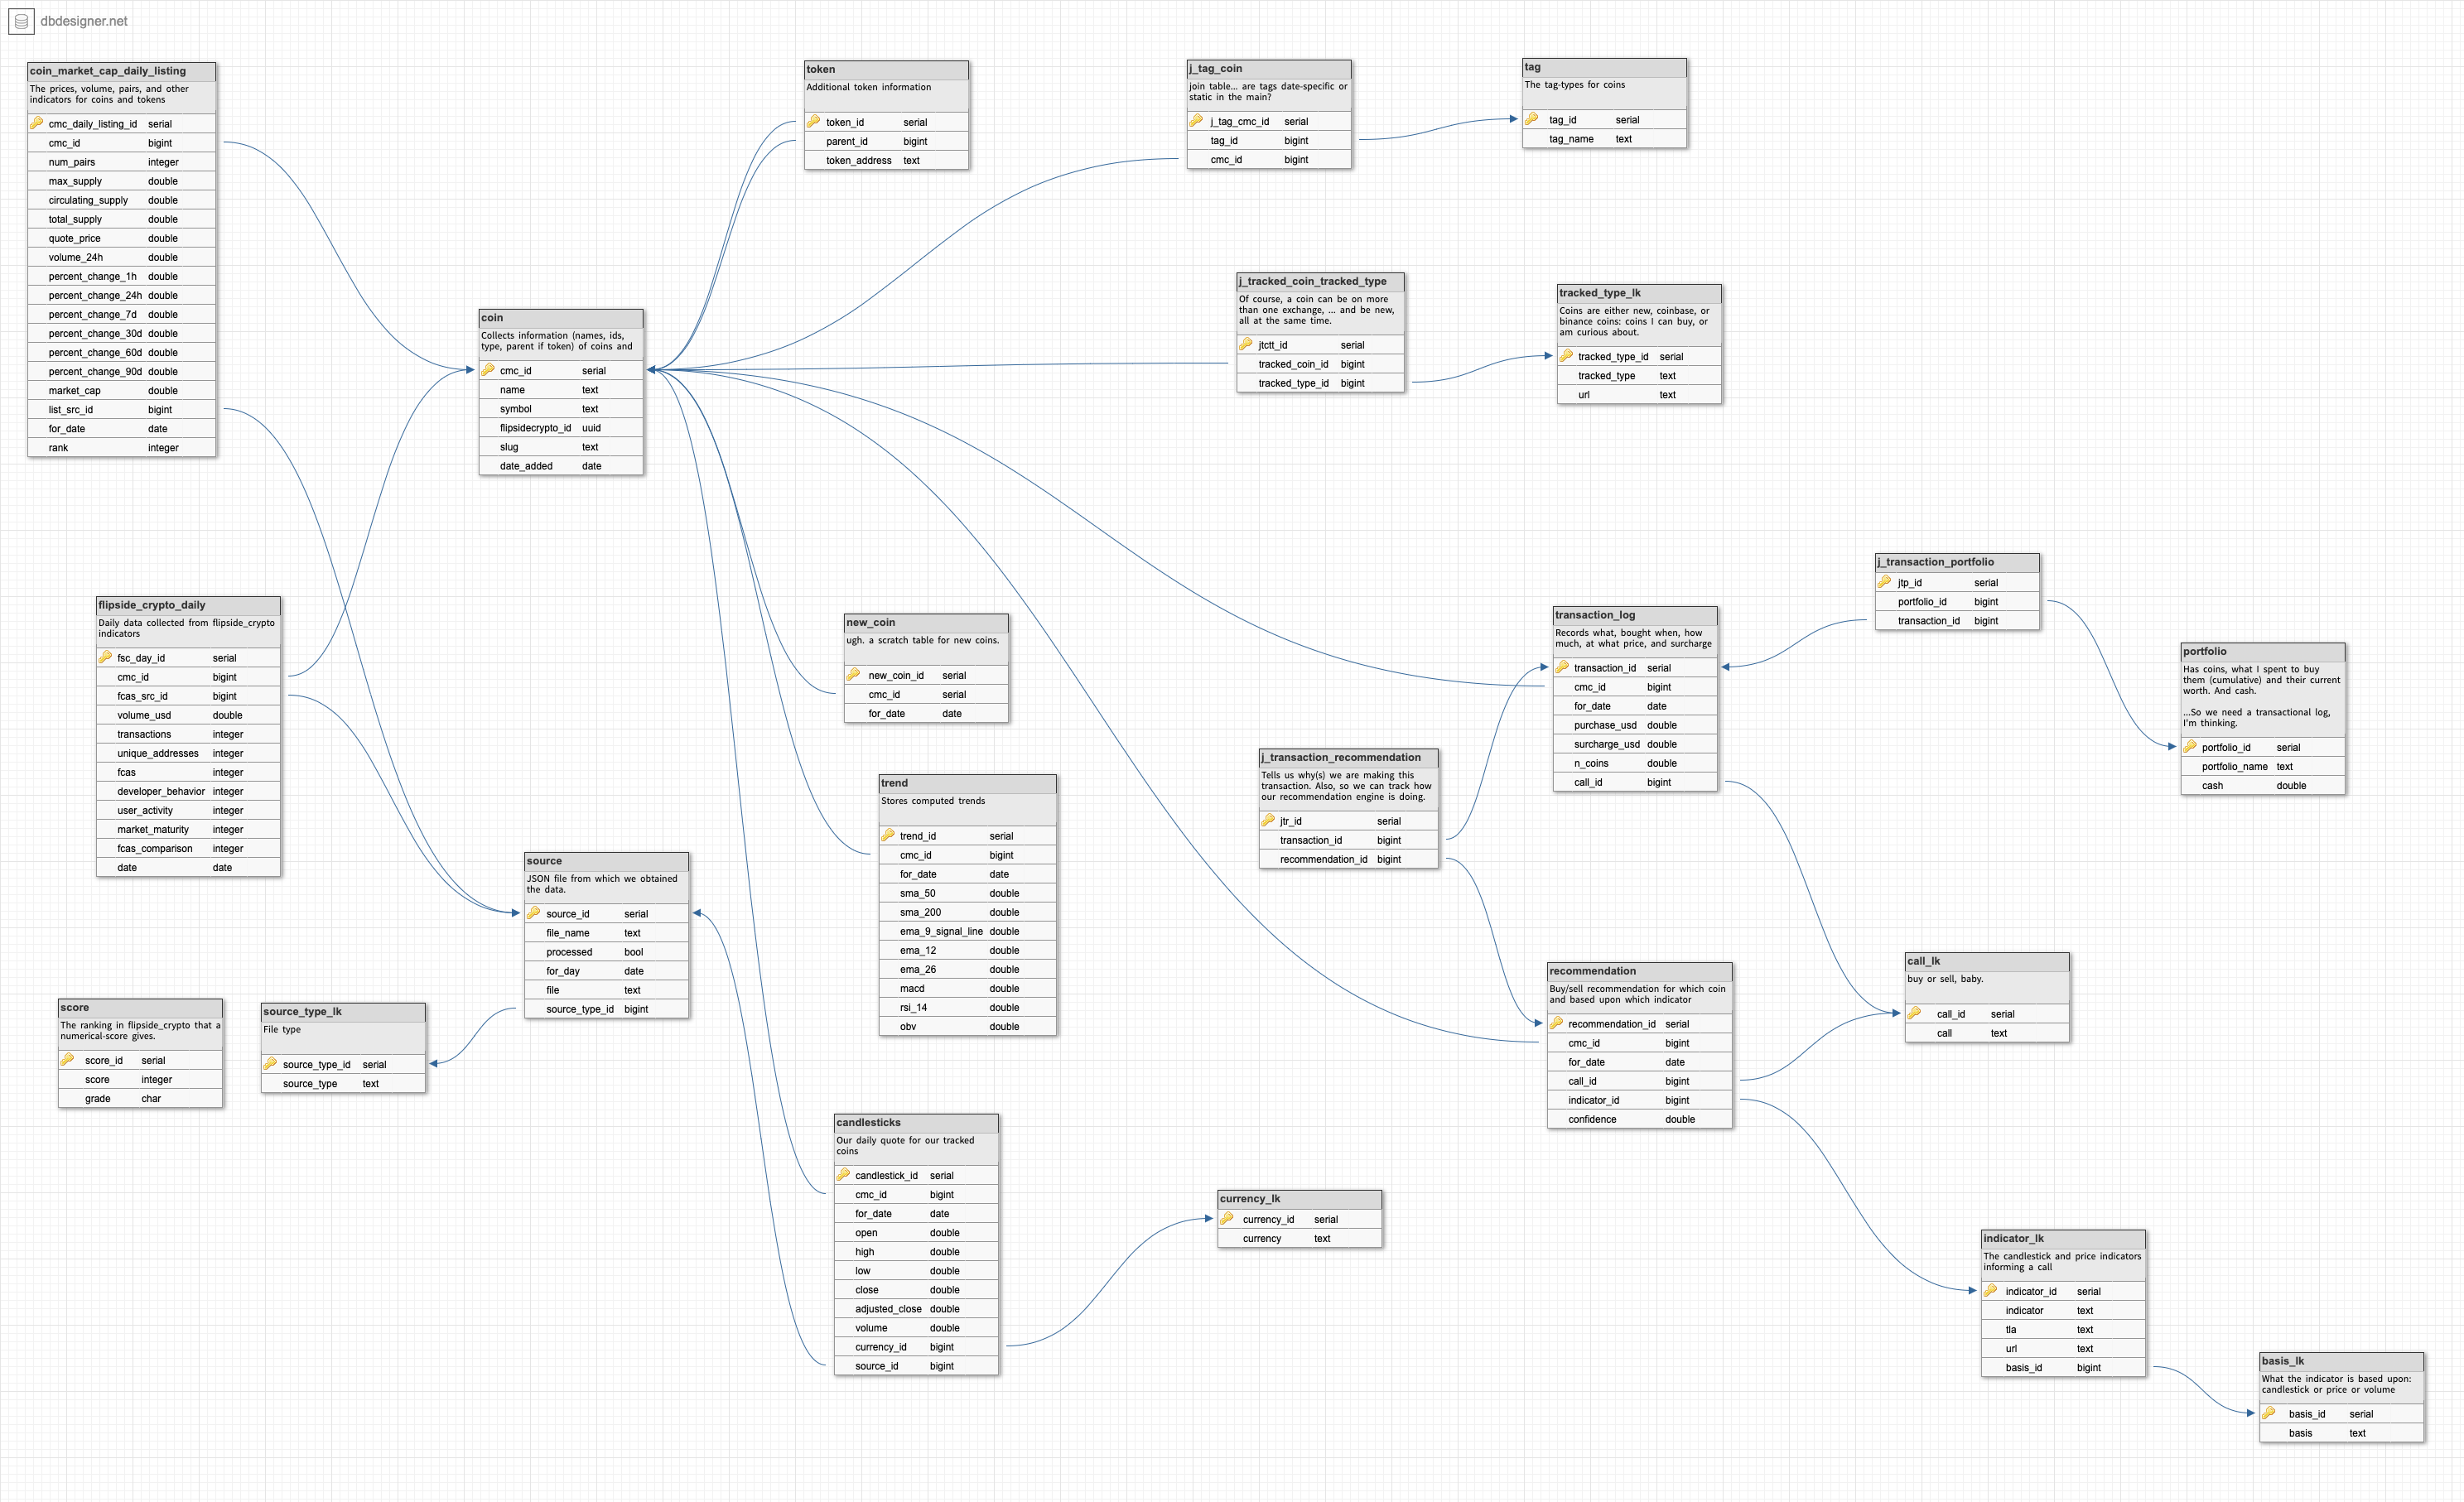 dbdesigner.net
coin_market_cap_daily_listing
The prices, volume, pairs, and other
indicators for coins and tokens
cmc_daily_listing_id serial
cmc_id bigint
num_pairs integer
max_supply double
circulating_supply double
total_supply double
quote_price double
volume_24h double
percent_change_1h double
percent_change_24h double
percent_change_7d double
percent_change_30d double
percent_change_60d double
percent_change_90d double
market_cap double
list_src_id bigint
for_date date
rank integer
token
Additional token information
token_id serial
parent_id bigint
token_address text
j_tag_coin
join table... are tags date-specific or
static in the main?
j_tag_cmc_id serial
tag_id bigint
cmc_id bigint
tag
The tag-types for coins
tag_id serial
tag_name text
coin
Collects information (names, ids,
type, parent if token) of coins and
cmc_id serial
name text
symbol text
flipsidecrypto_id uuid
slug text
date_added date
j_tracked_coin_tracked_type
Of course, a coin can be on more
than one exchange, ... and be new,
all at the same time.
jtctt_id serial
tracked_coin_id bigint
tracked_type_id bigint
tracked_type_lk
Coins are either new, coinbase, or
binance coins: coins I can buy, or
am curious about.
tracked_type_id serial
tracked_type text
url text
flipside_crypto_daily
Daily data collected from flipside_crypto
indicators
fsc_day_id serial
cmc_id bigint
fcas_src_id bigint
volume_usd double
transactions integer
unique_addresses integer
fcas integer
developer_behavior integer
user_activity integer
market_maturity integer
fcas_comparison integer
date date
new_coin
ugh. a scratch table for new coins.
new_coin_id serial
cmc_id serial
for_date date
transaction_log
Records what, bought when, how
much, at what price, and surcharge
transaction_id serial
cmc_id bigint
for_date date
purchase_usd double
surcharge_usd double
n_coins double
call_id bigint
j_transaction_portfolio
jtp_id serial
portfolio_id bigint
transaction_id bigint
portfolio
Has coins, what I spent to buy
them (cumulative) and their current
worth. And cash.
...So we need a transactional log,
I'm thinking.
portfolio_id serial
portfolio_name text
cash double
j_transaction_recommendation
Tells us why(s) we are making this
transaction. Also, so we can track how
our recommendation engine is doing.
jtr_id serial
transaction_id bigint
recommendation_id bigint
trend
Stores computed trends
trend_id serial
cmc_id bigint
for_date date
sma_50 double
sma_200 double
ema_9_signal_line double
ema_12 double
ema_26 double
macd double
rsi_14 double
obv double
source
JSON file from which we obtained
the data.
source_id serial
file_name text
processed bool
for_day date
file text
source_type_id bigint
score
The ranking in flipside_crypto that a
numerical-score gives.
score_id serial
score integer
grade char
source_type_lk
File type
source_type_id serial
source_type text
recommendation
Buy/sell recommendation for which coin
and based upon which indicator
recommendation_id serial
cmc_id bigint
for_date date
call_id bigint
indicator_id bigint
confidence double
call_lk
buy or sell, baby.
call_id serial
call text
candlesticks
Our daily quote for our tracked
coins
candlestick_id serial
cmc_id bigint
for_date date
open double
high double
low double
close double
adjusted_close double
volume double
currency_id bigint
source_id bigint
currency_lk
currency_id serial
currency text
indicator_lk
The candlestick and price indicators
informing a call
indicator_id serial
indicator text
tla text
url text
basis_id bigint
basis_lk
What the indicator is based upon:
candlestick or price or volume
basis_id serial
basis text